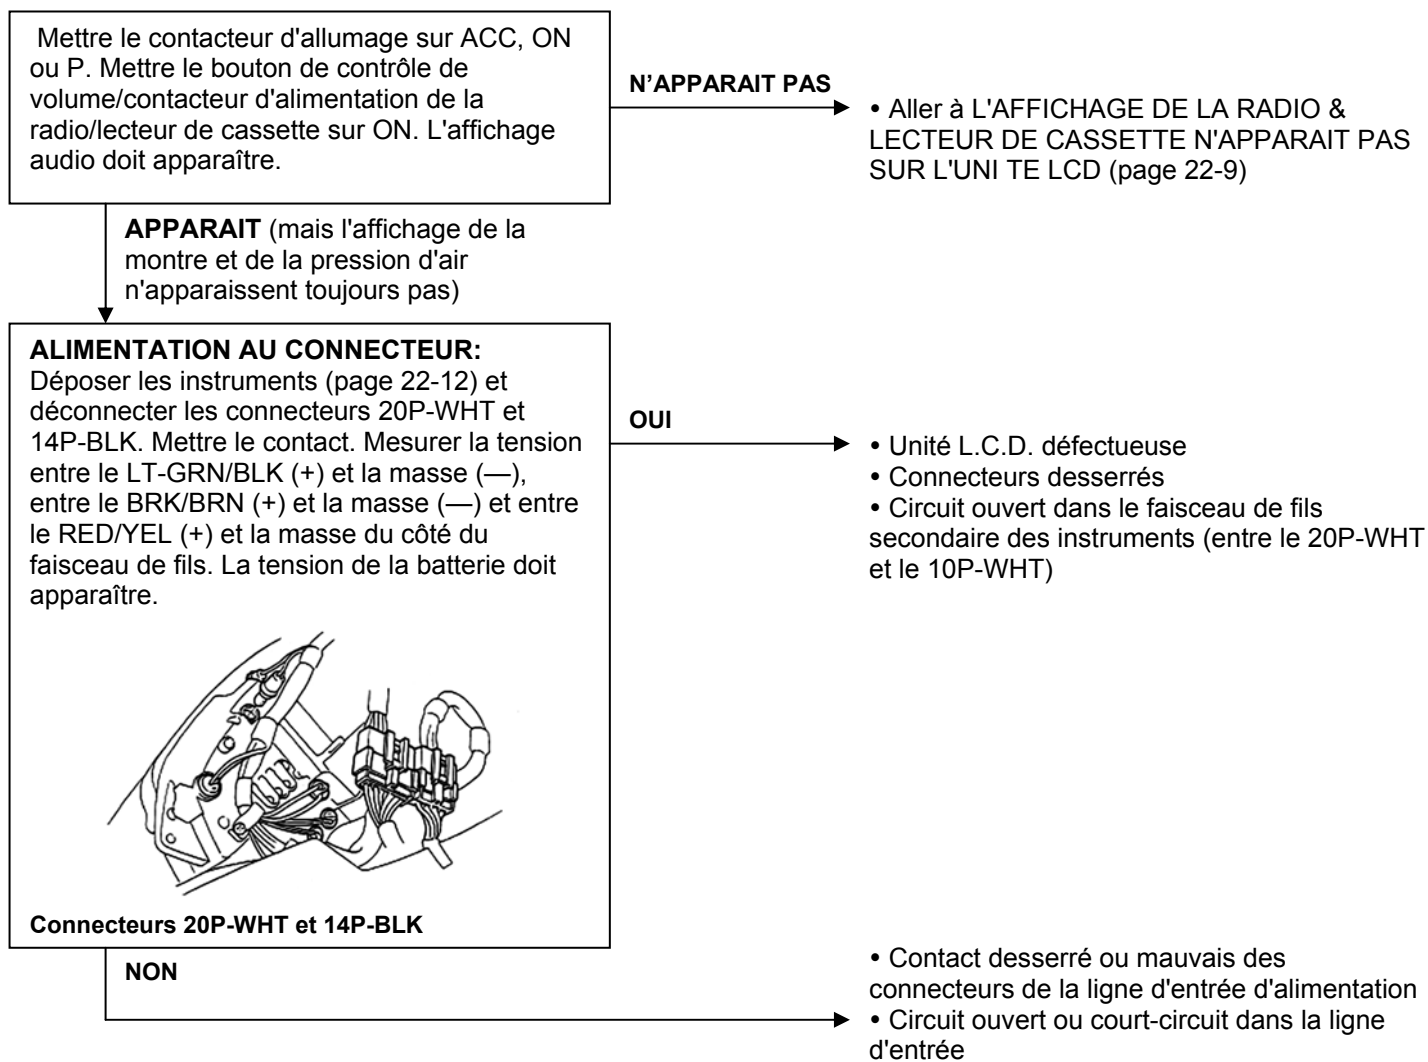 Mettre le contacteur d'allumage sur ACC, ON
ou P. Mettre le bouton de contrôle de
volume/contacteur d'alimentation de la
radio/lecteur de cassette sur ON. L'affichage
audio doit apparaître.
N'APPARAIT PAS
• Aller à L'AFFICHAGE DE LA RADIO &
LECTEUR DE CASSETTE N'APPARAIT PAS
SUR L'UNI TE LCD (page 22-9)
APPARAIT (mais l'affichage de la
montre et de la pression d'air
n'apparaissent toujours pas)
ALIMENTATION AU CONNECTEUR:
Déposer les instruments (page 22-12) et
déconnecter les connecteurs 20P-WHT et
14P-BLK. Mettre le contact. Mesurer la tension
entre le LT-GRN/BLK (+) et la masse (—),
entre le BRK/BRN (+) et la masse (—) et entre
le RED/YEL (+) et la masse du côté du
faisceau de fils. La tension de la batterie doit
apparaître.
Connecteurs 20P-WHT et 14P-BLK
OUI
• Unité L.C.D. défectueuse
• Connecteurs desserrés
• Circuit ouvert dans le faisceau de fils
secondaire des instruments (entre le 20P-WHT
et le 10P-WHT)
NON
• Contact desserré ou mauvais des
connecteurs de la ligne d'entrée d'alimentation
• Circuit ouvert ou court-circuit dans la ligne
d'entrée